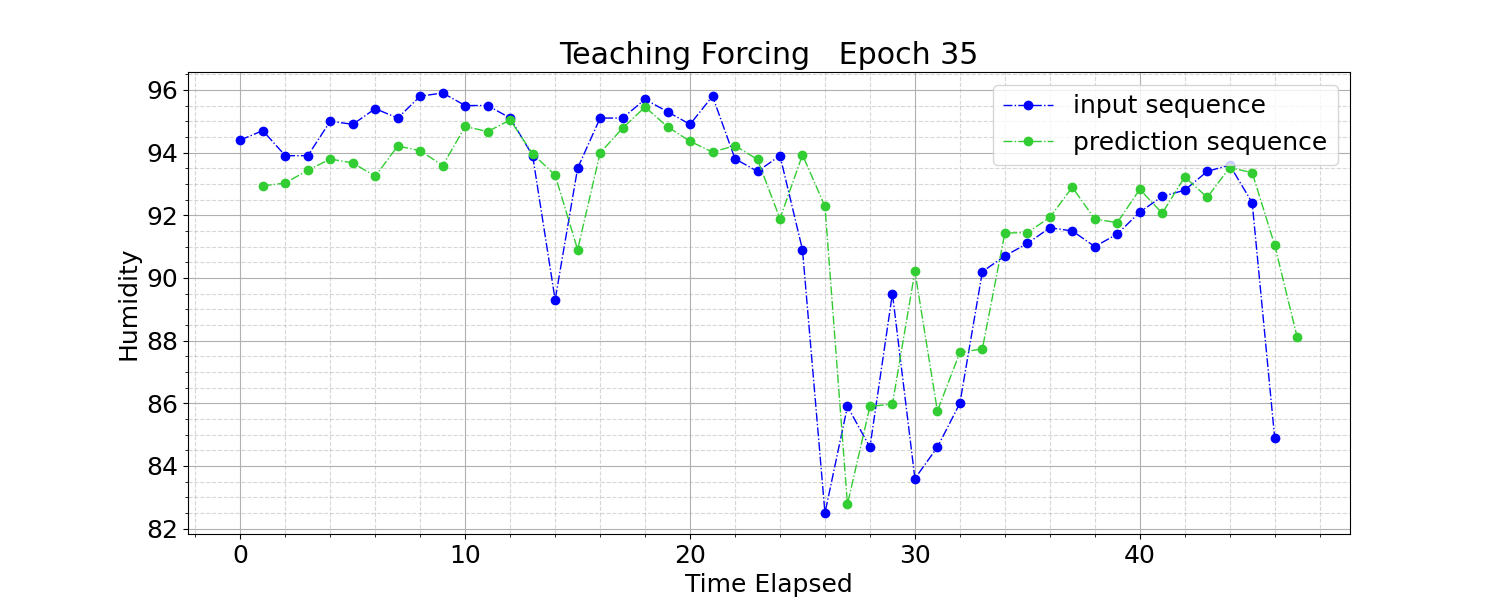 Teaching Forcing   Epoch 35
96
94
92
90
88
86
84
82
Humidity
input sequence
prediction sequence
0 10 20 30 40
Time Elapsed